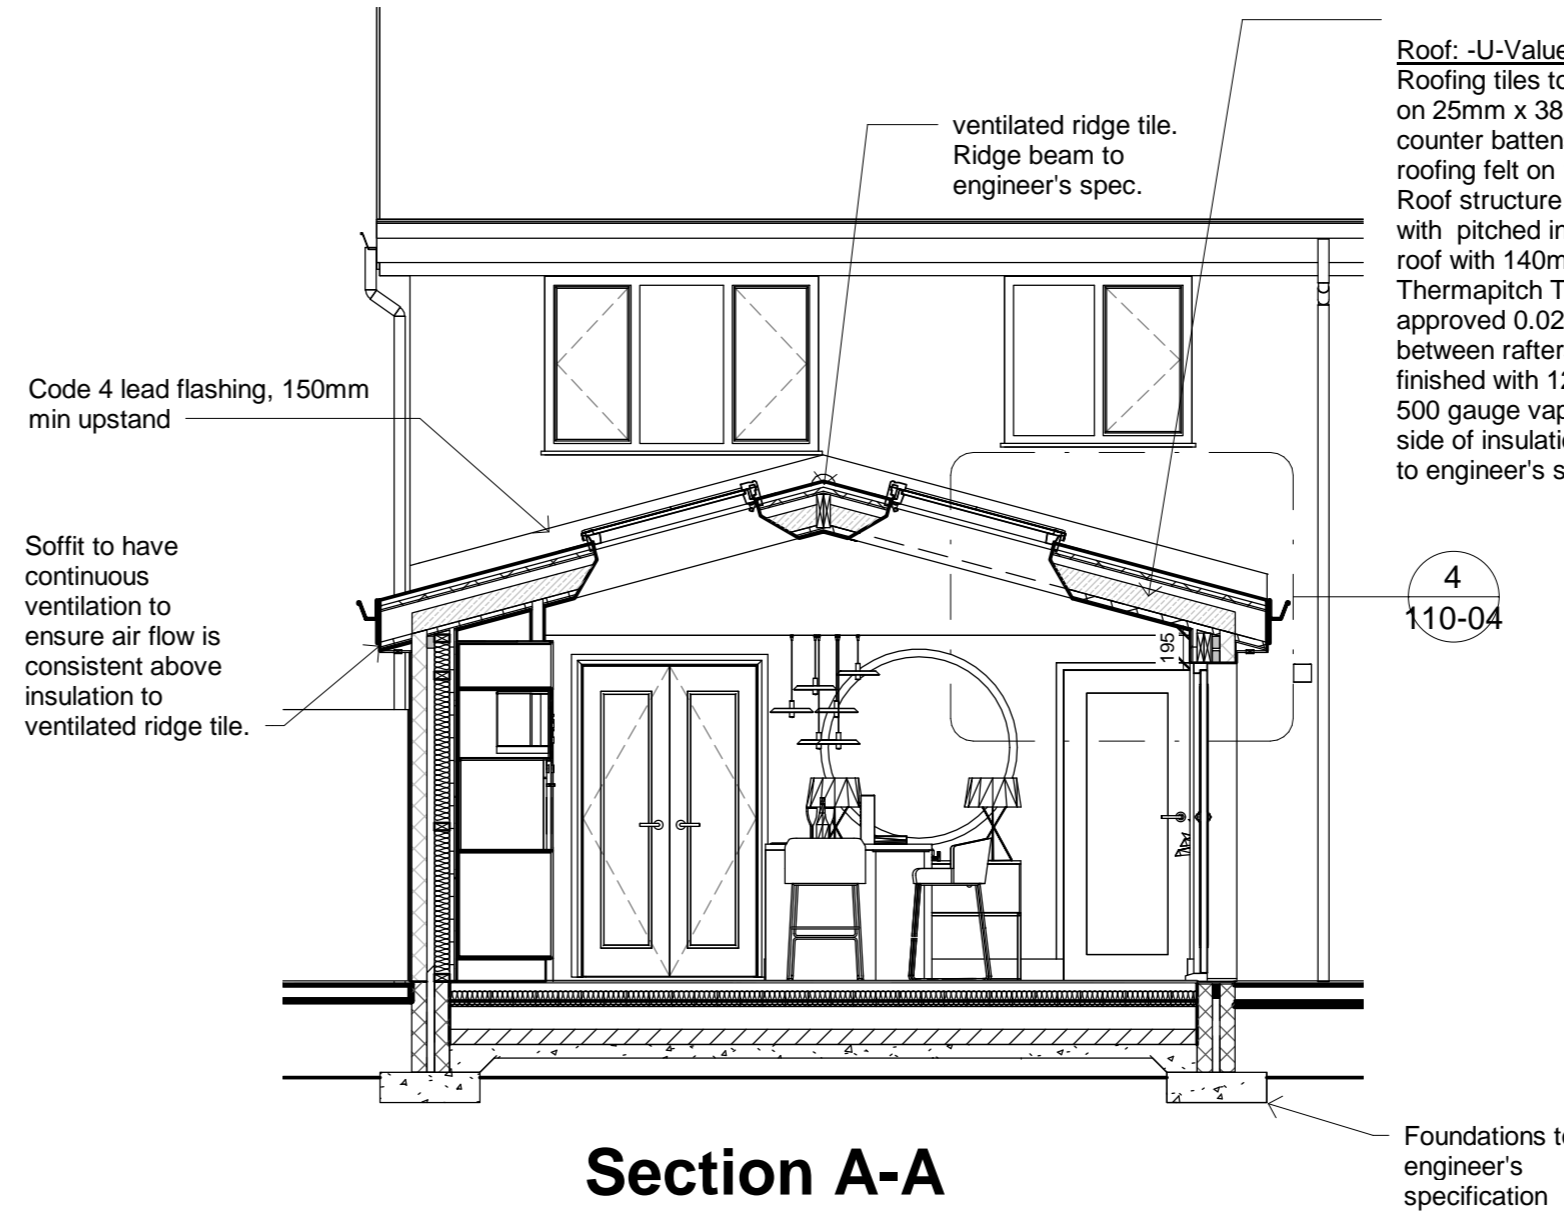 Roof: -U-Value
Roofing tiles to
on 25mm x 38
counter batten
roofing felt on
Roof structure
with pitched in
roof with 140m
Thermapitch T
approved 0.02
between rafter
finished with 12
500 gauge vap
side of insulati
to engineer's s
ventilated ridge tile.
Ridge beam to
engineer's spec.
Code 4 lead flashing, 150mm
min upstand
Soffit to have
continuous
ventilation to
ensure air flow is
consistent above
insulation to
ventilated ridge tile.
4
110-04
195
Foundations to
engineer's
specification
Section A-A